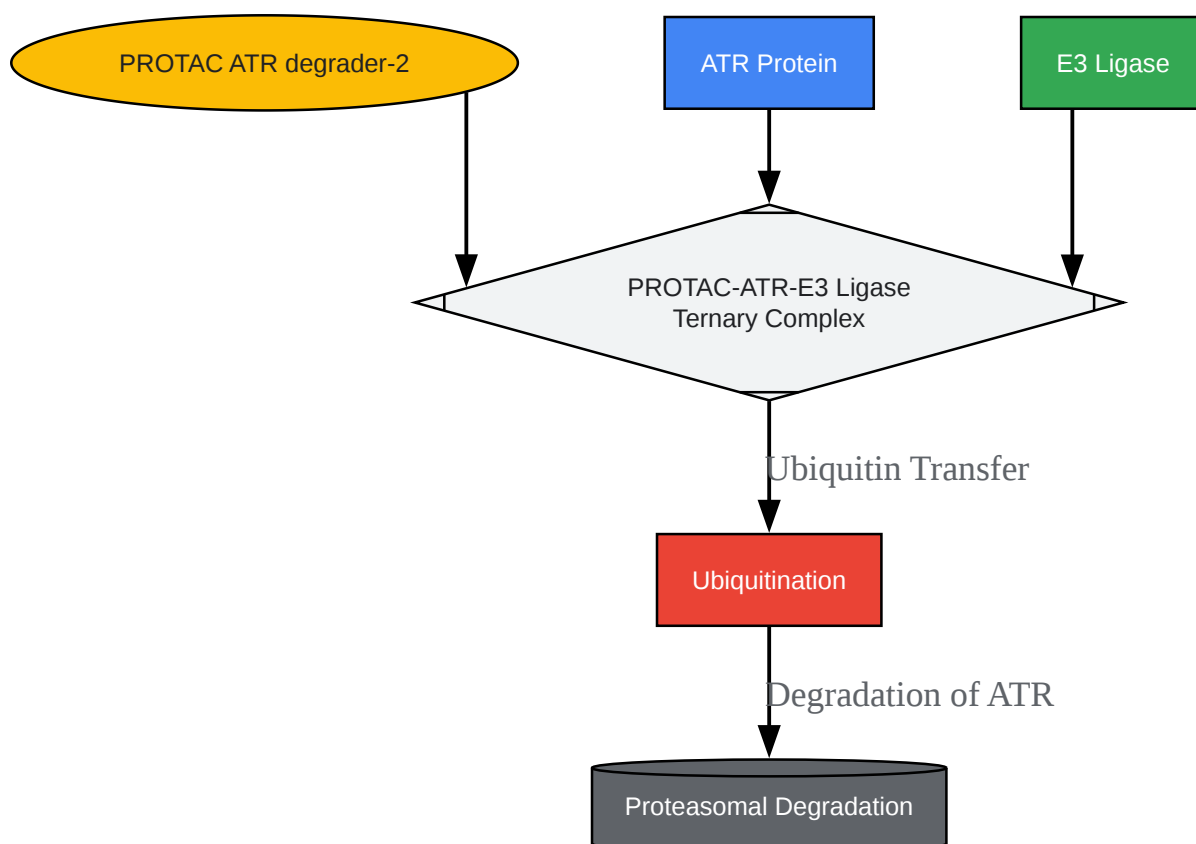 PROTAC ATR degrader-2
ATR Protein
E3 Ligase
PROTAC-ATR-E3 Ligase
Ternary Complex
Ubiquitin Transfer
Ubiquitination
Degradation of ATR
Proteasomal Degradation